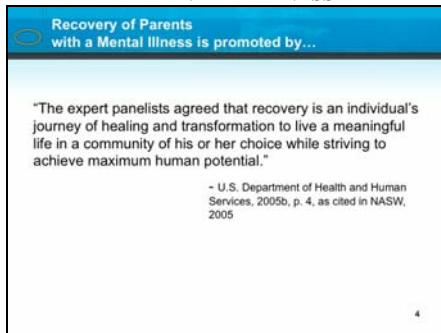 Recovery of Parents
with a Mental Illness is promoted by…
“The expert panelists agreed that recovery is an individual’s
journey of healing and transformation to live a meaningful
life in a community of his or her choice while striving to
achieve maximum human potential.”
- U.S. Department of Health and Human
Services, 2005b, p. 4, as cited in NASW,
2005
4